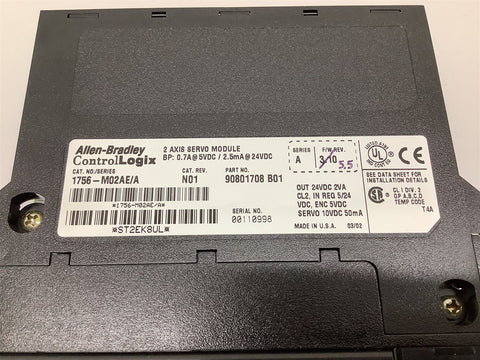 Allen-Bradley
ControlLogix
2 AXIS SERVO MODULE
BP: 0.7A@5VDC / 2.5mA@24VDC
SERIES
A
F/W REV.
3.10 5.5
CAT. NO./SERIES
1756-M02AE/A
CAT. REV.
N01
PART NO.
90801708 B01
*1756-M02AE/A*
*ST2EK8UL*
SERIAL NO.
00110998
OUT 24VDC 2VA
CL2, IN REG 5/24
VDC, ENC 5VDC
SERVO 10VDC 50mA
MADE IN U.S.A. 03/02
UL
LISTED
CE
SEE DATA SHEET FOR
INSTALLATION DETAILS
CL I DIV. 2
GP A,B,C,D
TEMP CODE
T4A